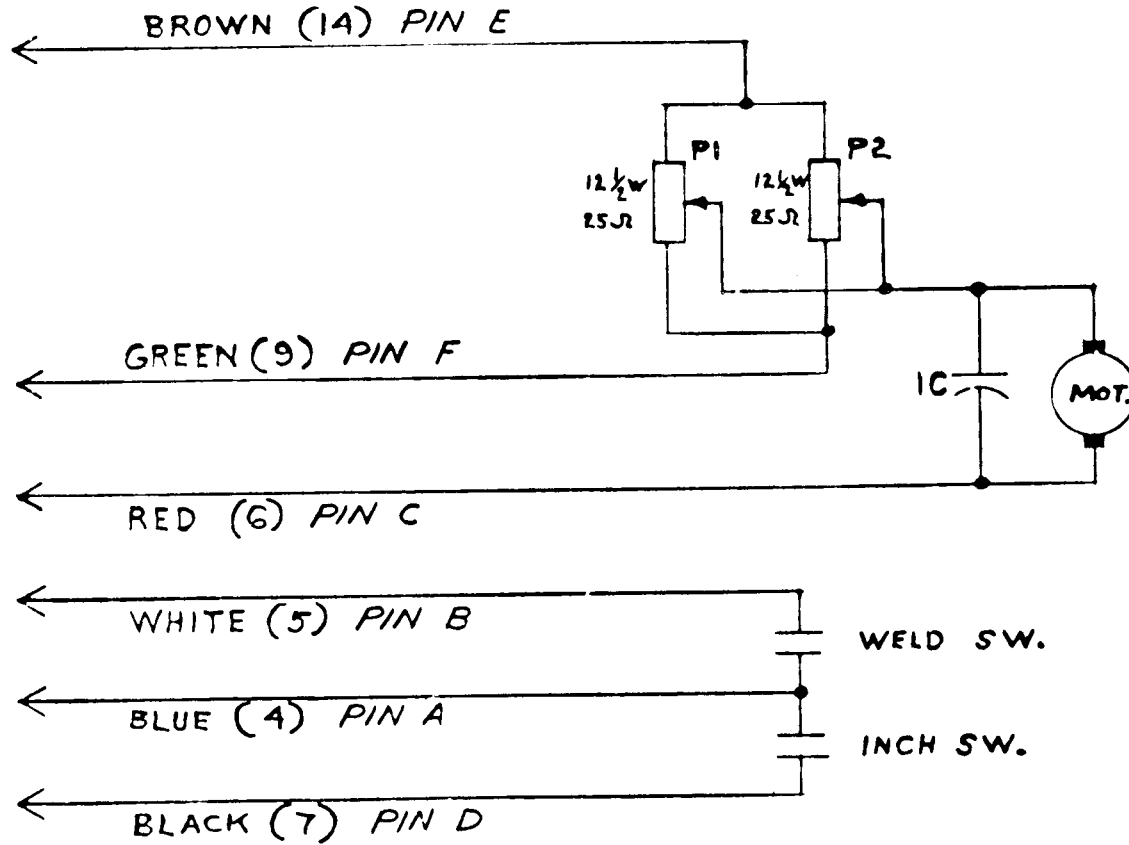 BROWN (14) PIN E
P1
P2
12½W
25Ω
12½W
25Ω
GREEN (9) PIN F
1C
MOT.
RED (6) PIN C
WHITE (5) PIN B
WELD SW.
BLUE (4) PIN A
INCH SW.
BLACK (7) PIN D